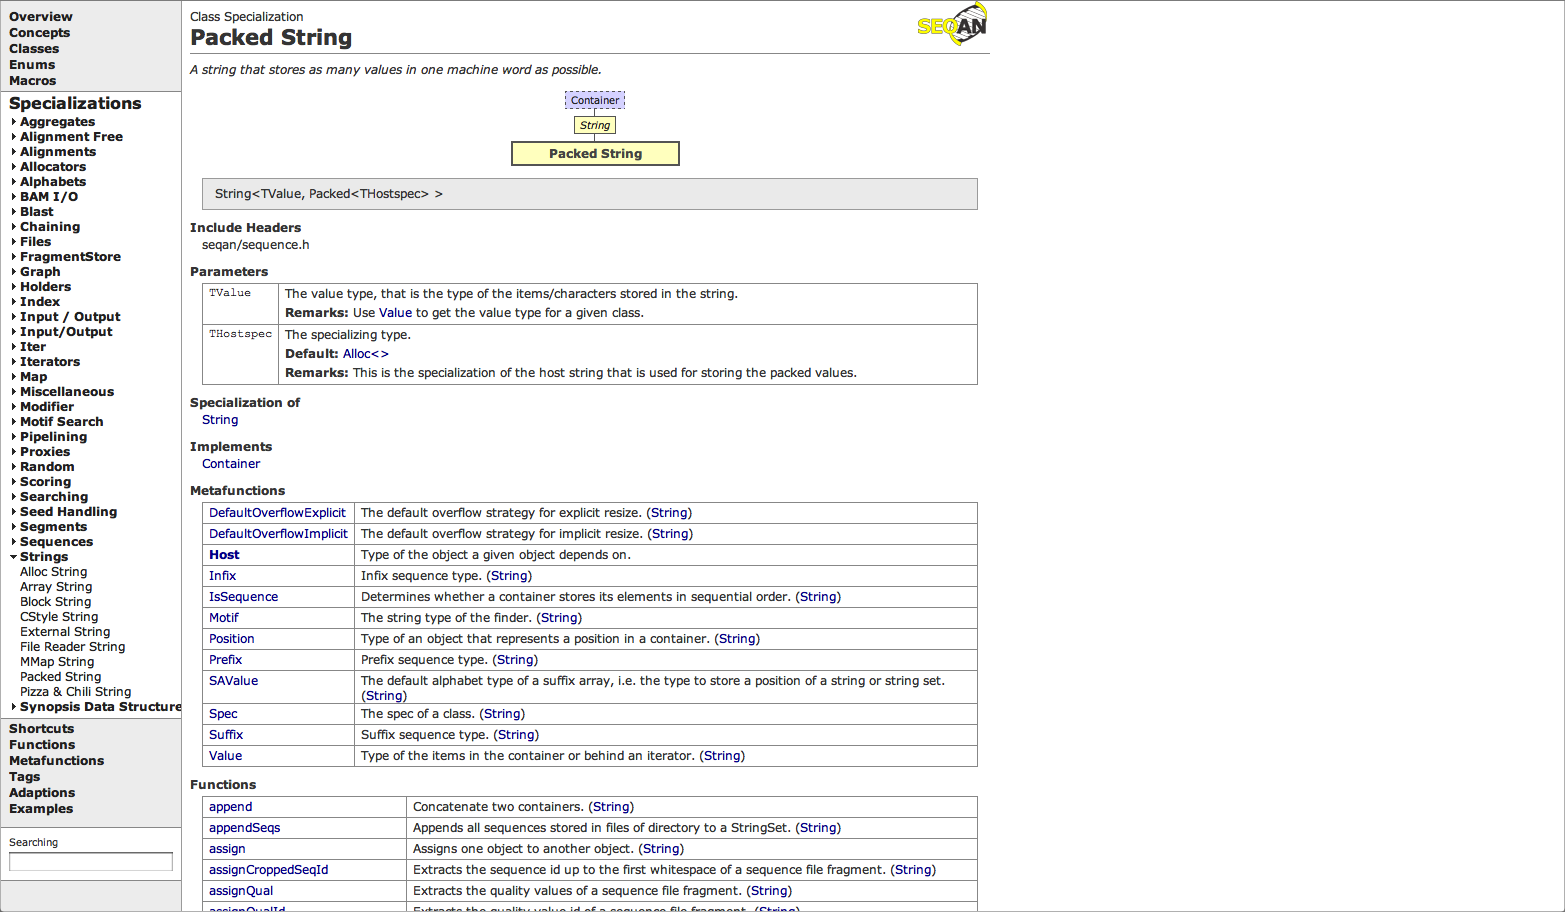 Overview
Concepts
Classes
Enums
Macros
Specializations
Aggregates
Alignment Free
Alignments
Allocators
Alphabets
BAM I/O
Blast
Chaining
Files
FragmentStore
Graph
Holders
Index
Input / Output
Input/Output
Iter
Iterators
Map
Miscellaneous
Modifier
Motif Search
Pipelining
Proxies
Random
Scoring
Searching
Seed Handling
Segments
Sequences
Strings
Alloc String
Array String
Block String
CStyle String
External String
File Reader String
MMap String
Packed String
Pizza & Chili String
Synopsis Data Structure
Shortcuts
Functions
Metafunctions
Tags
Adaptions
Examples
Searching
Class Specialization
Packed String
SEQAN
A string that stores as many values in one machine word as possible.
Container
String
Packed String
String<TValue, Packed<THostspec> >
Include Headers
seqan/sequence.h
Parameters
TValue The value type, that is the type of the items/characters stored in the string.
Remarks: Use Value to get the value type for a given class.
THostspec The specializing type.
Default: Alloc<>
Remarks: This is the specialization of the host string that is used for storing the packed values.
Specialization of
String
Implements
Container
Metafunctions
DefaultOverflowExplicit The default overflow strategy for explicit resize. (String)
DefaultOverflowImplicit The default overflow strategy for implicit resize. (String)
Host Type of the object a given object depends on.
Infix Infix sequence type. (String)
IsSequence Determines whether a container stores its elements in sequential order. (String)
Motif The string type of the finder. (String)
Position Type of an object that represents a position in a container. (String)
Prefix Prefix sequence type. (String)
SAValue The default alphabet type of a suffix array, i.e. the type to store a position of a string or string set.
(String)
Spec The spec of a class. (String)
Suffix Suffix sequence type. (String)
Value Type of the items in the container or behind an iterator. (String)
Functions
append Concatenate two containers. (String)
appendSeqs Appends all sequences stored in files of directory to a StringSet. (String)
assign Assigns one object to another object. (String)
assignCroppedSeqId Extracts the sequence id up to the first whitespace of a sequence file fragment. (String)
assignQual Extracts the quality values of a sequence file fragment. (String)
assignQualId Extracts the quality value id of a sequence file fragment. (String)